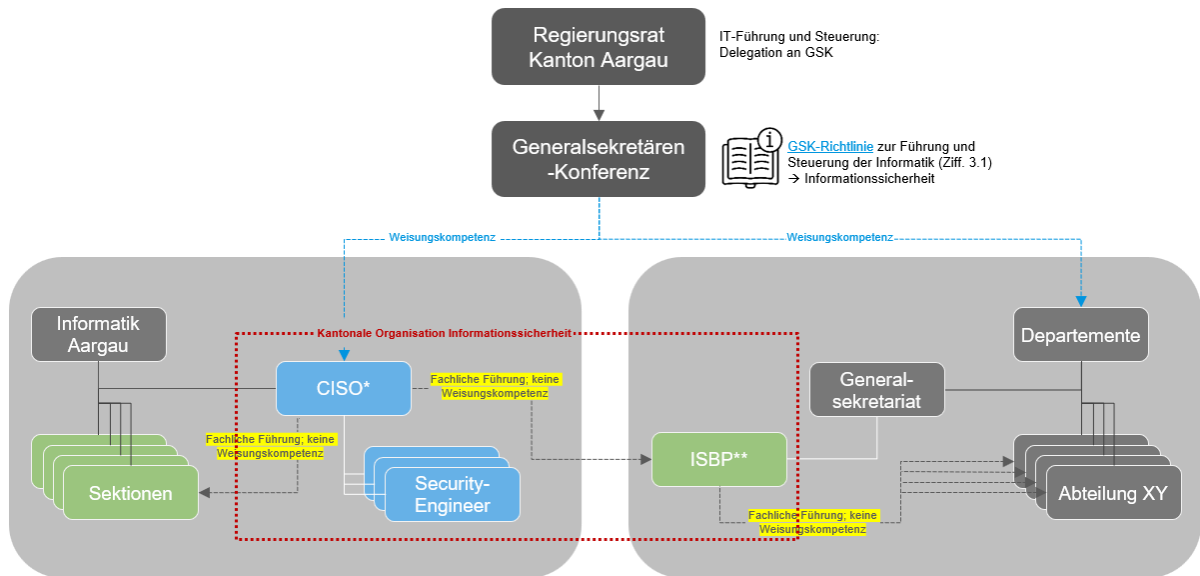 Regierungsrat
Kanton Aargau
IT-Führung und Steuerung:
Delegation an GSK
Generalsekretären
-Konferenz
i
GSK-Richtlinie zur Führung und
Steuerung der Informatik (Ziff. 3.1)
→ Informationssicherheit
Weisungskompetenz
Weisungskompetenz
Informatik
Aargau
Kantonale Organisation Informationssicherheit
Departemente
CISO*
Fachliche Führung; keine
Weisungskompetenz
General-
sekretariat
Fachliche Führung; keine
Weisungskompetenz
ISBP**
Sektionen
Security-
Engineer
Abteilung XY
Fachliche Führung; keine
Weisungskompetenz